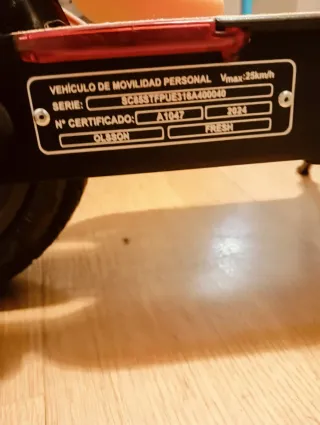 VEHÍCULO DE MOVILIDAD PERSONAL Vmax:25km/h
SERIE: SC85STFPUE316A400040
Nº CERTIFICADO: A1047 2024
OLSSON FRESH